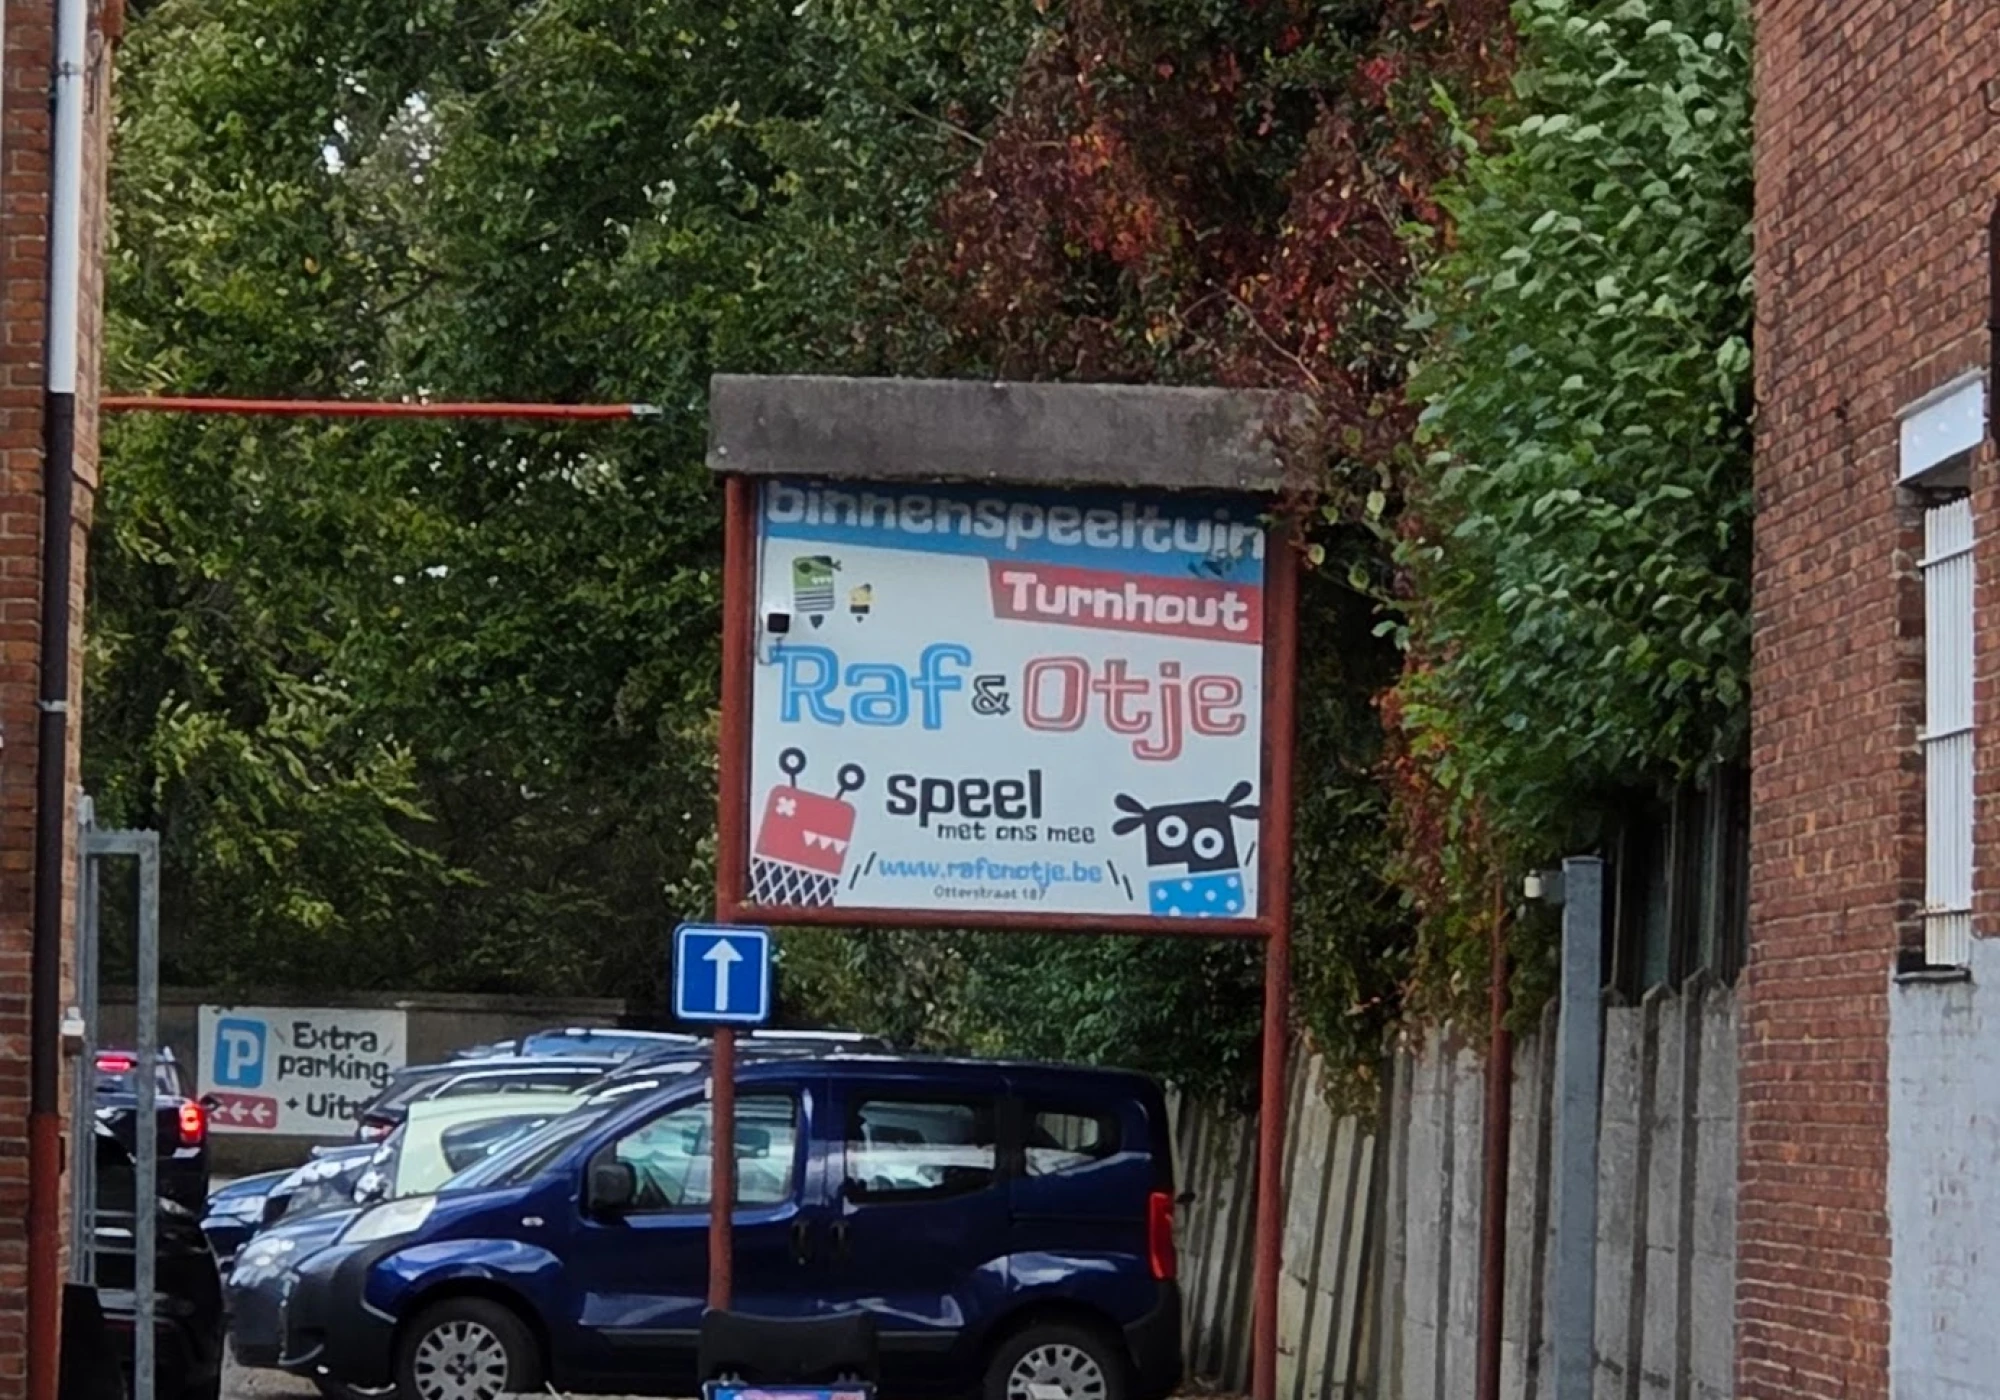 binnenspeeltuin
Turnhout
Raf & Otje
speel
met ons mee
www.rafenotje.be
Otterstraat 187
P
Extra
parking
+